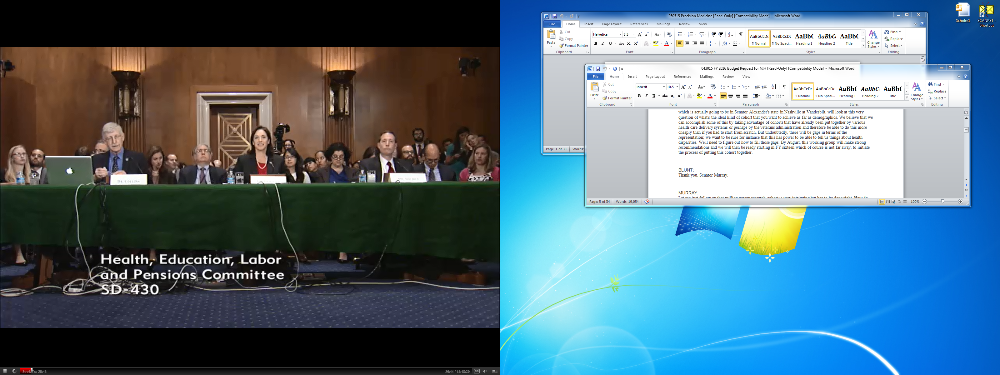 DR. COLLINS
Health, Education, Labor
and Pensions Committee
SD-430
Seek To: 25:48
26:11 / 18:18:39
CC
050515 Precision Medicine [Read-Only] [Compatibility Mode] - Microsoft Word
File Home Insert Page Layout References Mailings Review View
Paste
Cut
Copy
Format Painter
Clipboard
Helvetica 8.5
Font
Paragraph
AaBbCcDc AaBbCcDc AaBbC AaBbCc AaBbC
¶ Normal ¶ No Spaci... Heading 1 Heading 2 Title
Change
Styles
Styles
Find
Replace
Select
Editing
Page: 1 of 30 Words:
043015 FY 2016 Budget Request for NIH [Read-Only] [Compatibility Mode] - Microsoft Word
File Home Insert Page Layout References Mailings Review View
Paste
Cut
Copy
Format Painter
Clipboard
inherit 10.5
Font
Paragraph
AaBbCcDc AaBbCcDc AaBbC AaBbCc AaBbC
¶ Normal ¶ No Spaci... Heading 1 Heading 2 Title
Change
Styles
Styles
Find
Replace
Select
Editing
which is actually going to be in Senator Alexander's state in Nashville at Vanderbilt, will look at this very
question of what's the ideal kind of cohort that you want to achieve as far as demographics. We believe that we
can accomplish some of this by taking advantage of cohorts that have already been put together by various
health care delivery systems or perhaps by the veterans administration and therefore be able to do this more
cheaply than if you had to start from scratch. But undoubtedly, there will be gaps in terms of the
representation; we want to be sure for instance that this has power to be able to tell us things about health
disparities. We'll need to figure out how to fill those gaps. By August, this working group will make strong
recommendations and we will then be ready starting in FY sixteen which of course is not far away, to initiate
the process of putting this cohort together.
BLUNT:
Thank you. Senator Murray.
MURRAY:
Let me just follow on that million person research cohort is very intriguing but has to be done right. How do
Page: 5 of 34 Words: 19,054
100%
Scholes1
SCANPST -
Shortcut